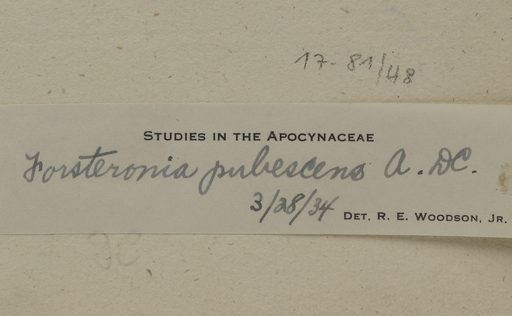 17-81/48
STUDIES IN THE APOCYNACEAE
Forsteronia pubescens A. DC.
3/28/34
DET. R. E. WOODSON, JR.